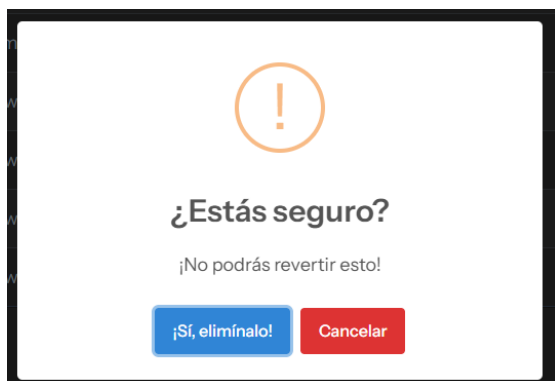 ¿Estás seguro?
¡No podrás revertir esto!
¡Sí, elimínalo!
Cancelar